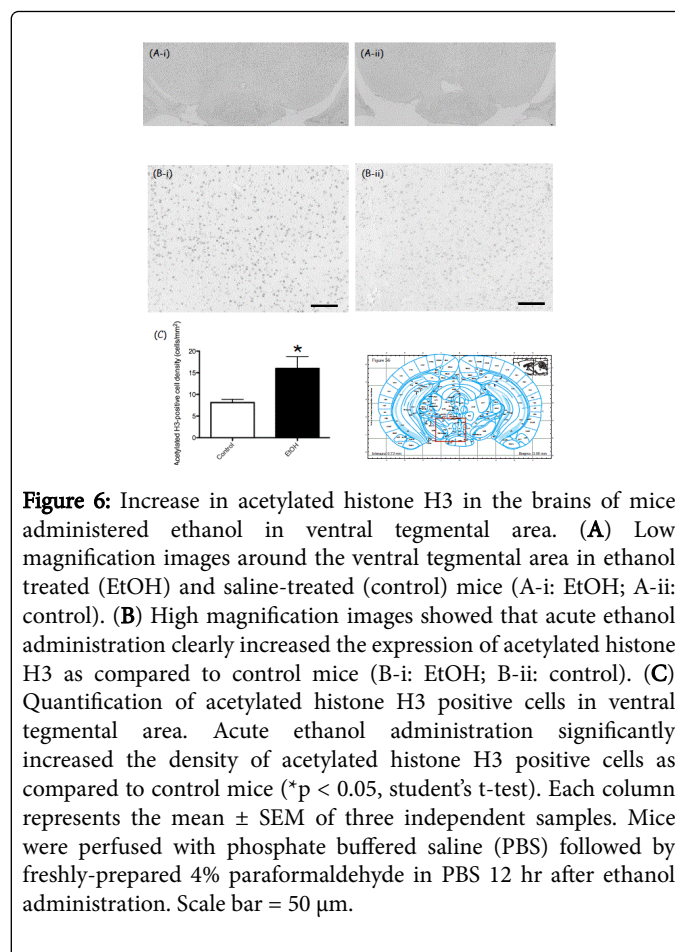 (A-i)
(A-ii)
(B-i)
(B-ii)
(C)
Acetylated H3-positive cell density (cells/mm²)
20
15
10
5
0
*
Control
EtOH
Figure 56
Figure 6: Increase in acetylated histone H3 in the brains of mice
administered ethanol in ventral tegmental area. (A) Low
magnification images around the ventral tegmental area in ethanol
treated (EtOH) and saline-treated (control) mice (A-i: EtOH; A-ii:
control). (B) High magnification images showed that acute ethanol
administration clearly increased the expression of acetylated histone
H3 as compared to control mice (B-i: EtOH; B-ii: control). (C)
Quantification of acetylated histone H3 positive cells in ventral
tegmental area. Acute ethanol administration significantly
increased the density of acetylated histone H3 positive cells as
compared to control mice (*p < 0.05, student's t-test). Each column
represents the mean ± SEM of three independent samples. Mice
were perfused with phosphate buffered saline (PBS) followed by
freshly-prepared 4% paraformaldehyde in PBS 12 hr after ethanol
administration. Scale bar = 50 μm.